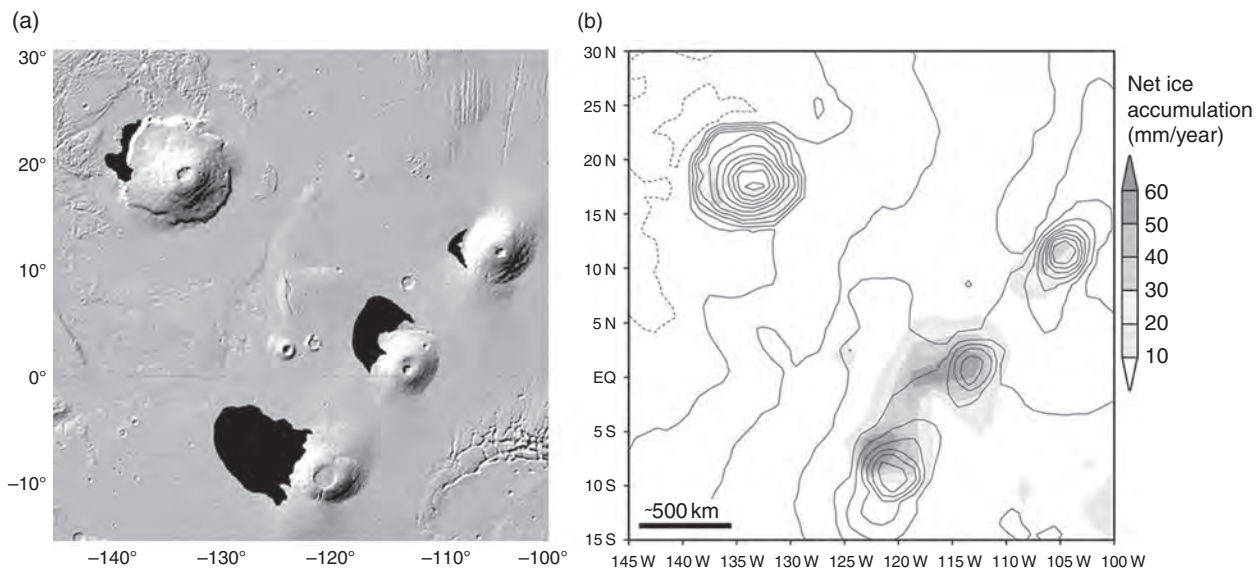 (a)
30°
20°
10°
0°
−10°
−140° −130° −120° −110° −100°
(b)
30 N
25 N
20 N
15 N
10 N
5 N
EQ
5 S
10 S
15 S
~500 km
145 W 140 W 135 W 130 W 125 W 120 W 115 W 110 W 105 W 100 W
Net ice
accumulation
(mm/year)
60
50
40
30
20
10